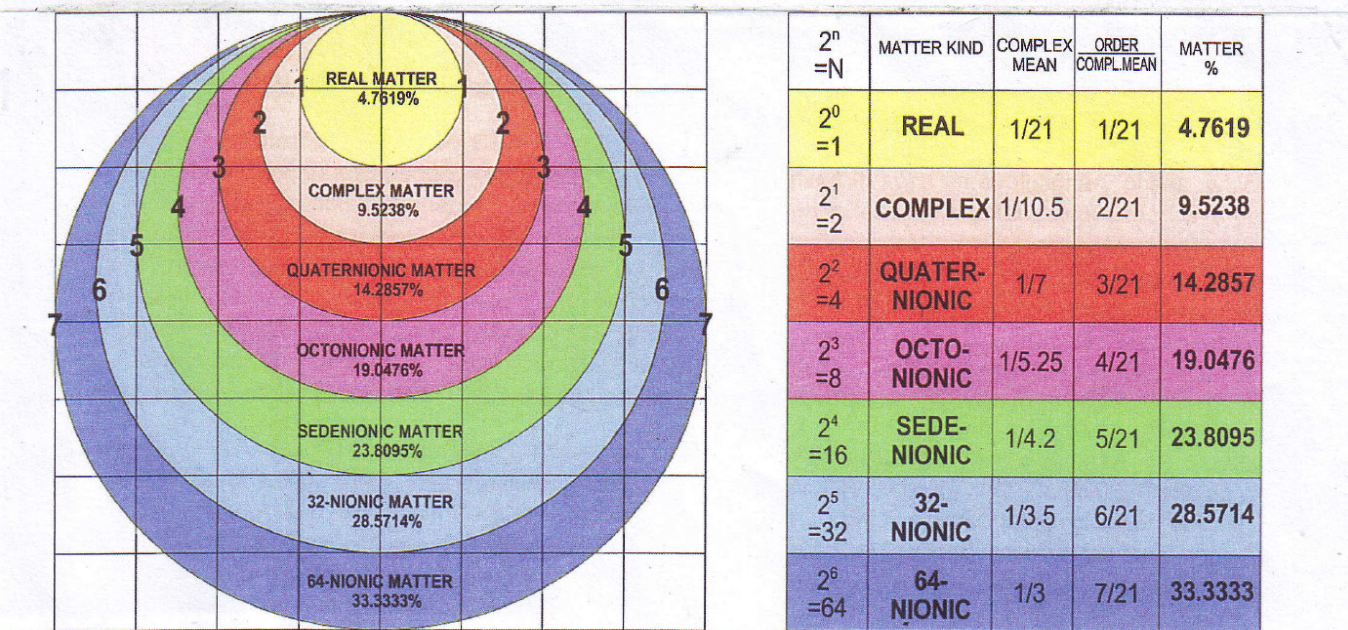 REAL MATTER
4.7619%
1 1
2 2
3 3
COMPLEX MATTER
9.5238%
4 4
5 5
QUATERNIONIC MATTER
14.2857%
6 6
7 7
OCTONIONIC MATTER
19.0476%
SEDENIONIC MATTER
23.8095%
32-NIONIC MATTER
28.5714%
64-NIONIC MATTER
33.3333%
2ⁿ
=N
MATTER KIND
COMPLEX
MEAN
ORDER
COMPL.MEAN
MATTER
%
2⁰
=1
REAL
1/21
1/21
4.7619
2¹
=2
COMPLEX
1/10.5
2/21
9.5238
2²
=4
QUATER-
NIONIC
1/7
3/21
14.2857
2³
=8
OCTO-
NIONIC
1/5.25
4/21
19.0476
2⁴
=16
SEDE-
NIONIC
1/4.2
5/21
23.8095
2⁵
=32
32-
NIONIC
1/3.5
6/21
28.5714
2⁶
=64
64-
NIONIC
1/3
7/21
33.3333